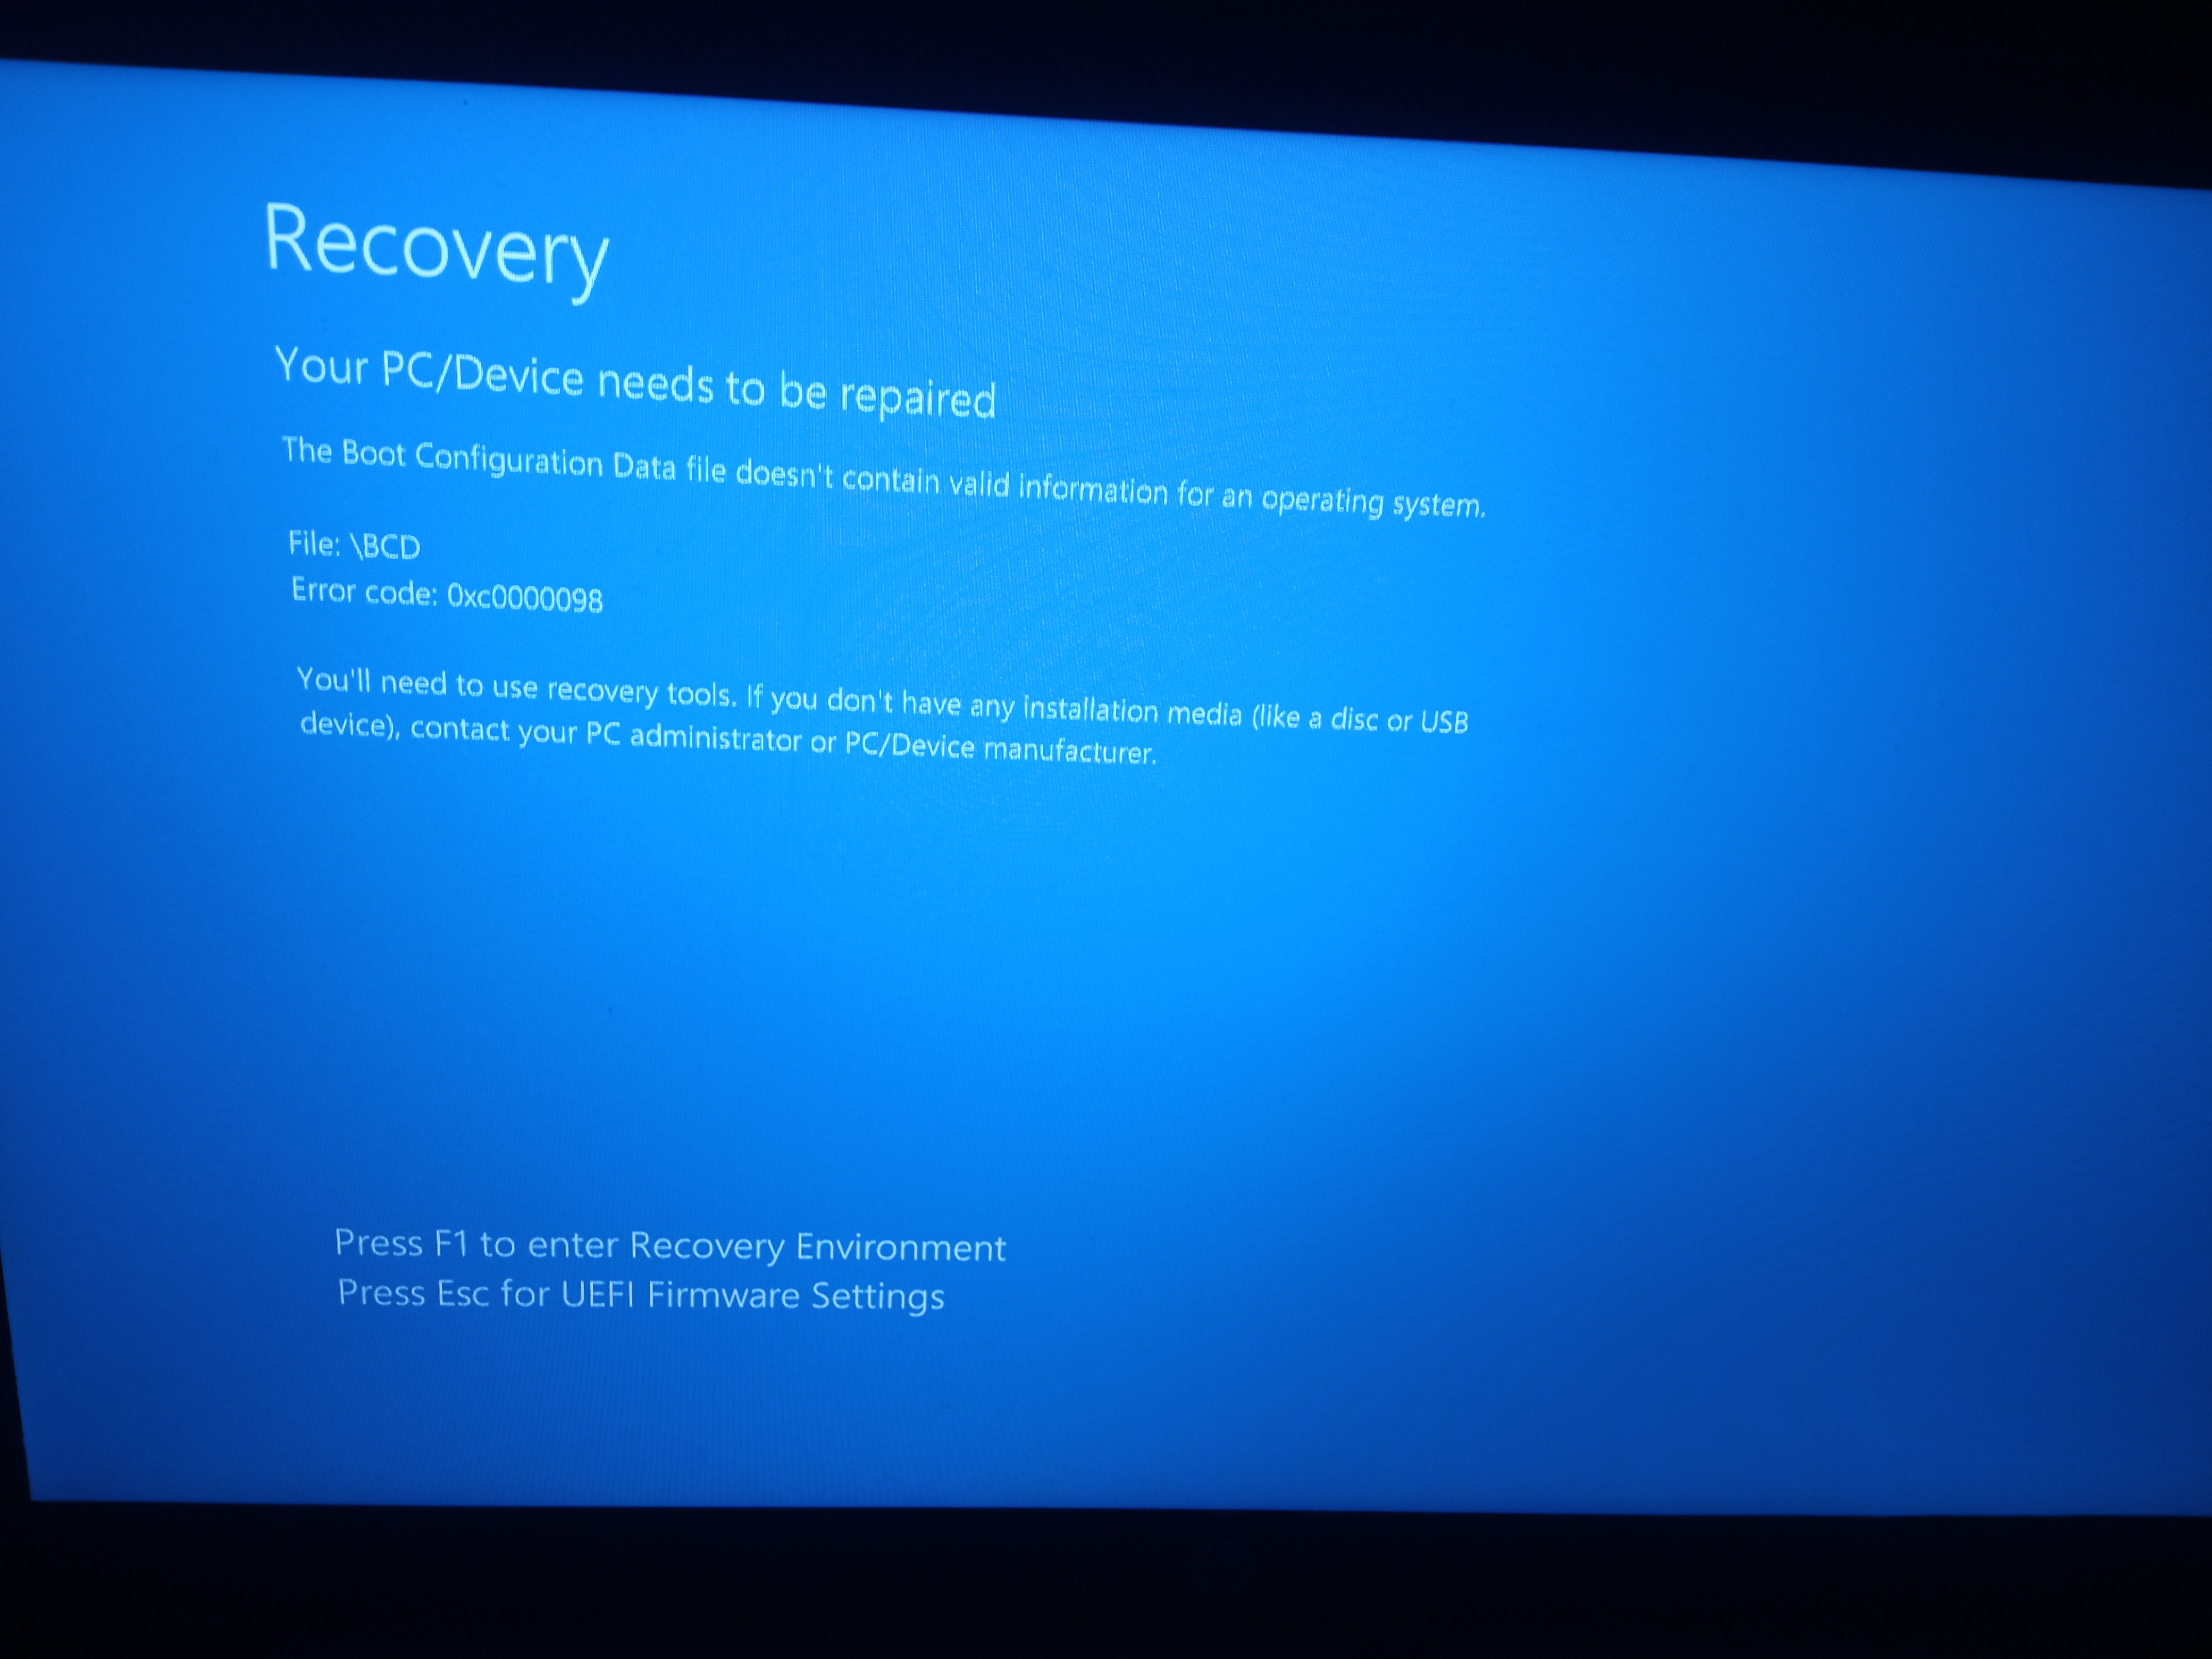 Recovery
Your PC/Device needs to be repaired
The Boot Configuration Data file doesn't contain valid information for an operating system.
File: \BCD
Error code: 0xc0000098
You'll need to use recovery tools. If you don't have any installation media (like a disc or USB
device), contact your PC administrator or PC/Device manufacturer.
Press F1 to enter Recovery Environment
Press Esc for UEFI Firmware Settings